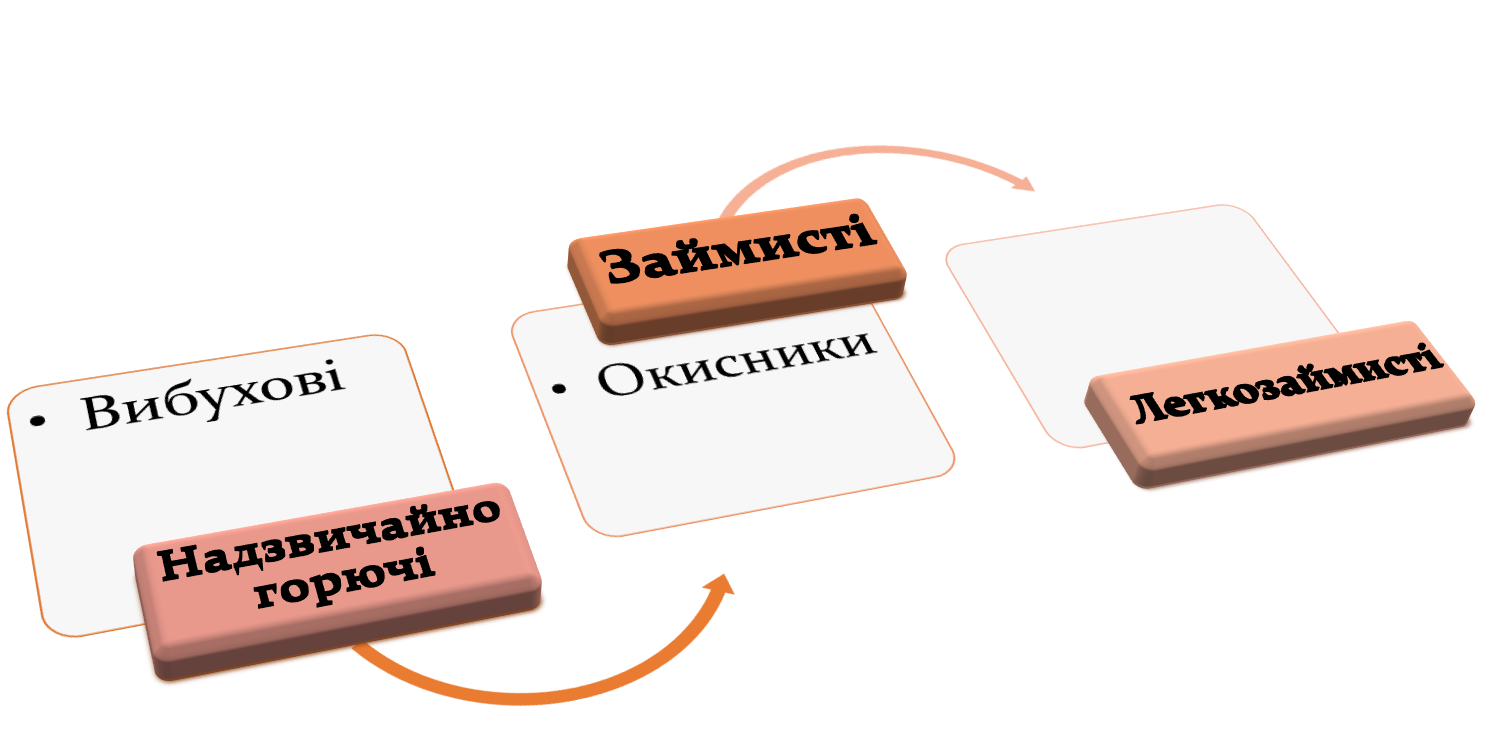 • Вибухові
Надзвичайно
горючі
Займисті
• Окисники
Легкозаймисті